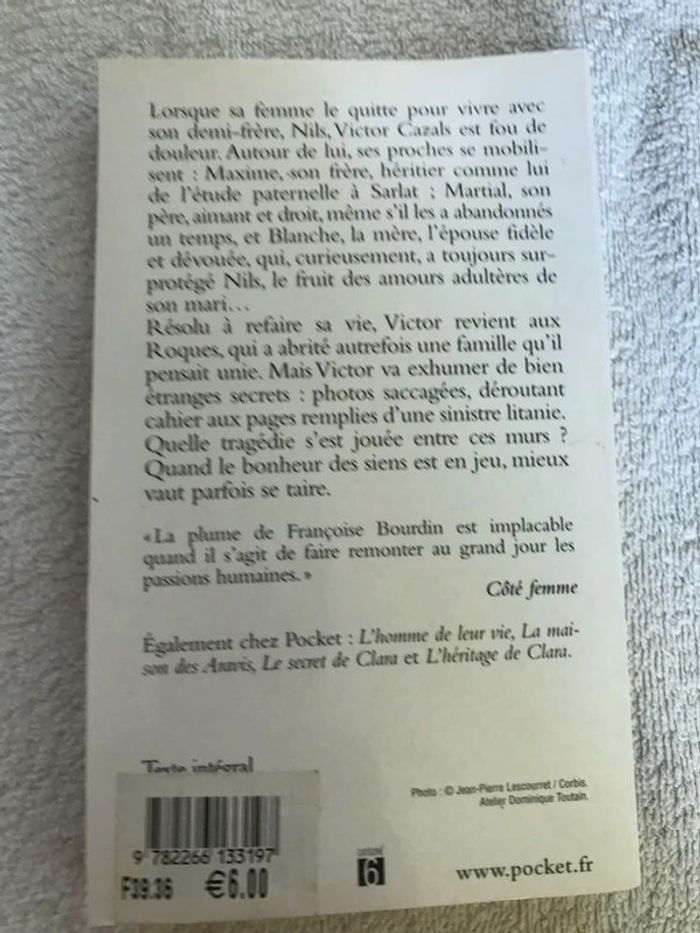 Lorsque sa femme le quitte pour vivre avec
son demi-frère, Nils, Victor Cazals est fou de
douleur. Autour de lui, ses proches se mobili-
sent : Maxime, son frère, héritier comme lui
de l'étude paternelle à Sarlat ; Martial, son
père, aimant et droit, même s'il les a abandonnés
un temps, et Blanche, la mère, l'épouse fidèle
et dévouée, qui, curieusement, a toujours sur-
protégé Nils, le fruit des amours adultères de
son mari…
Résolu à refaire sa vie, Victor revient aux
Roques, qui a abrité autrefois une famille qu'il
pensait unie. Mais Victor va exhumer de bien
étranges secrets : photos saccagées, déroutant
cahier aux pages remplies d'une sinistre litanie.
Quelle tragédie s'est jouée entre ces murs ?
Quand le bonheur des siens est en jeu, mieux
vaut parfois se taire.
« La plume de Françoise Bourdin est implacable
quand il s'agit de faire remonter au grand jour les
passions humaines. »
Côté femme
Également chez Pocket : L'homme de leur vie, La mai-
son des Aravis, Le secret de Clara et L'héritage de Clara.
Texte intégral
Photo : © Jean-Pierre Lescourret / Corbis.
Atelier Dominique Toutain.
9 782266 133197
F39.36 €6.00
CATÉGORIE
6
www.pocket.fr